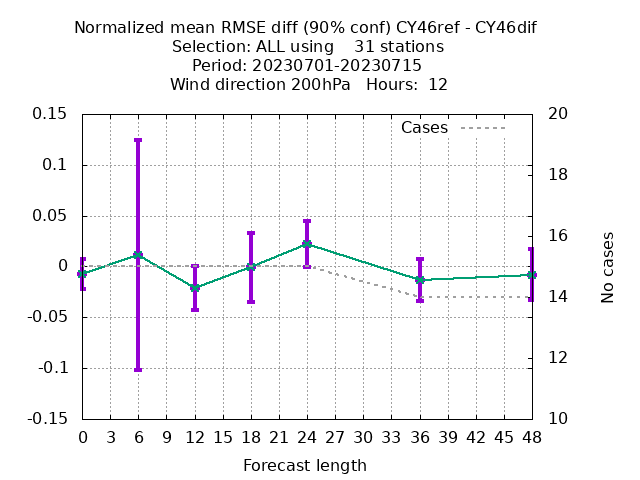 Normalized mean RMSE diff (90% conf) CY46ref - CY46dif
Selection: ALL using    31 stations
Period: 20230701-20230715
Wind direction 200hPa   Hours:  12
0.15
0.1
0.05
0
-0.05
-0.1
-0.15
Cases
20
18
16
14
12
10
No cases
0 3 6 9 12 15 18 21 24 27 30 33 36 39 42 45 48
Forecast length